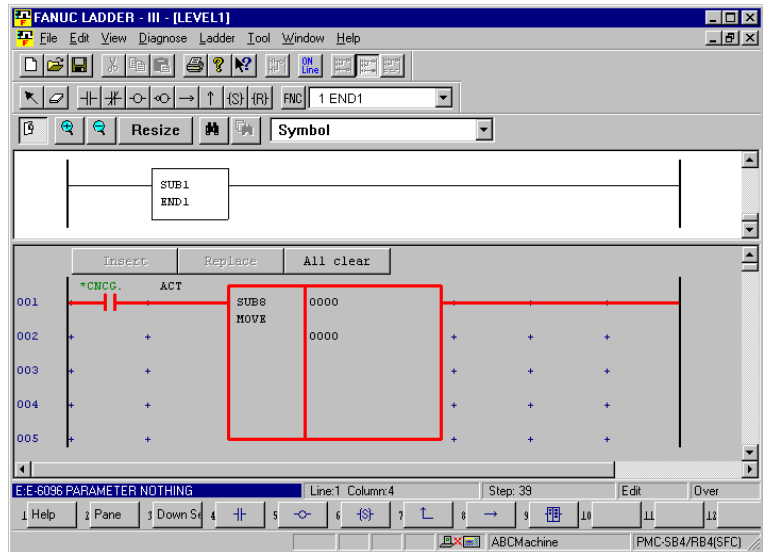 FANUC LADDER - III - [LEVEL1]
File Edit View Diagnose Ladder Tool Window Help
ON Line
{S} {R} FNC 1 END1
Resize Symbol
SUB1
END1
Insert Replace All clear
*CNCG. ACT
001 SUB8 0000
MOVE
002 0000
003
004
005
E:E-6096 PARAMETER NOTHING Line:1 Column:4 Step: 39 Edit Over
1 Help 2 Pane 3 Down Se 4 5 6 {S} 7 8 9 10 11 12
ABCMachine PMC-SB4/RB4(SFC)